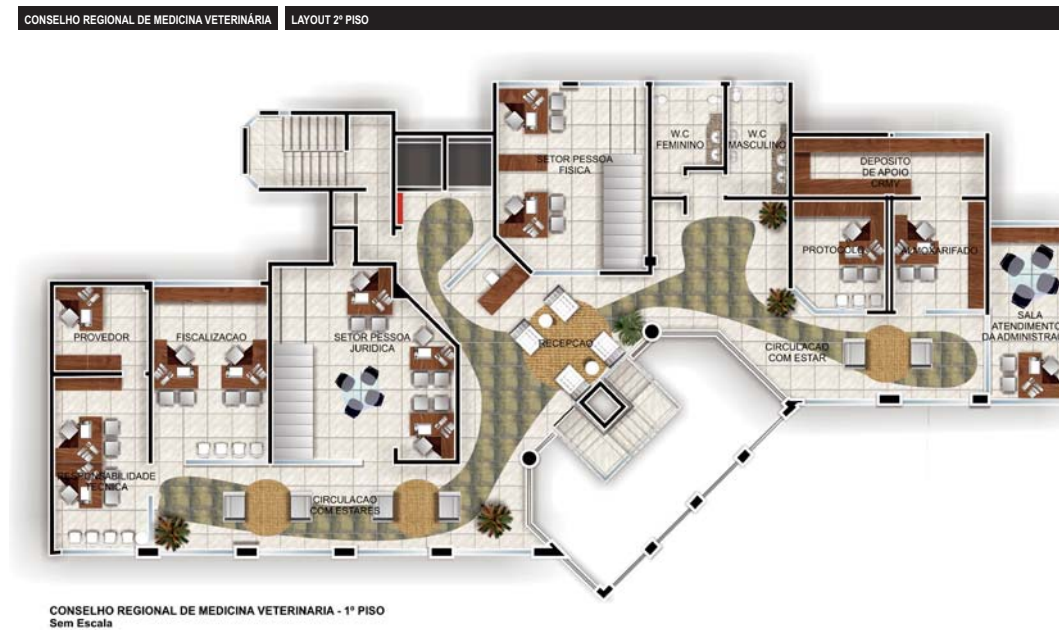 CONSELHO REGIONAL DE MEDICINA VETERINÁRIA
LAYOUT 2º PISO
W.C
FEMININO
W.C
MASCULINO
SETOR PESSOA
FISICA
DEPOSITO
DE APOIO
CRMV
PROTOCOLO
ALMOXARIFADO
SALA
ATENDIMENTO
DA ADMINISTRAC
PROVEDOR
FISCALIZACAO
SETOR PESSOA
JURIDICA
RECEPCAO
CIRCULACAO
COM ESTAR
RESPONSABILIDADE
TECNICA
CIRCULACAO
COM ESTARES
CONSELHO REGIONAL DE MEDICINA VETERINARIA - 1º PISO
Sem Escala